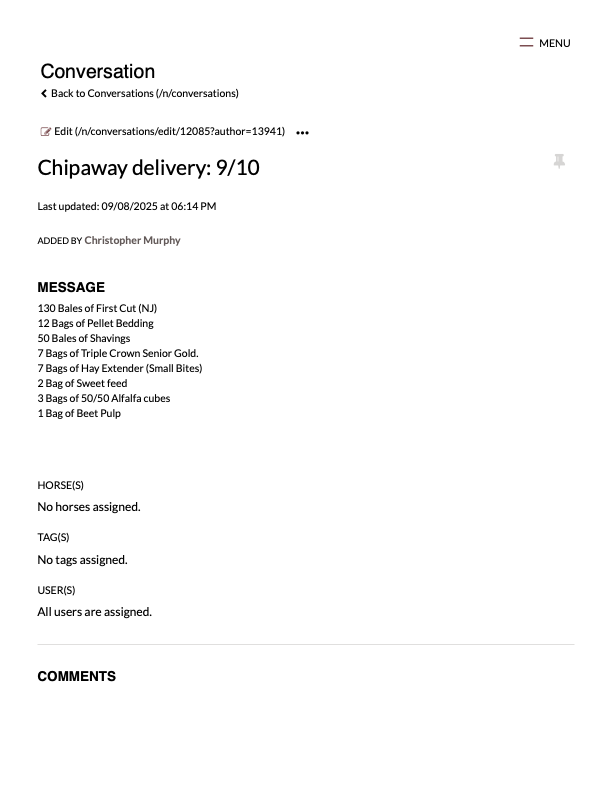 MENU
Conversation
Back to Conversations (/n/conversations)
Edit (/n/conversations/edit/12085?author=13941) •••
Chipaway delivery: 9/10
Last updated: 09/08/2025 at 06:14 PM
ADDED BY Christopher Murphy
MESSAGE
130 Bales of First Cut (NJ)
12 Bags of Pellet Bedding
50 Bales of Shavings
7 Bags of Triple Crown Senior Gold.
7 Bags of Hay Extender (Small Bites)
2 Bag of Sweet feed
3 Bags of 50/50 Alfalfa cubes
1 Bag of Beet Pulp
HORSE(S)
No horses assigned.
TAG(S)
No tags assigned.
USER(S)
All users are assigned.
COMMENTS